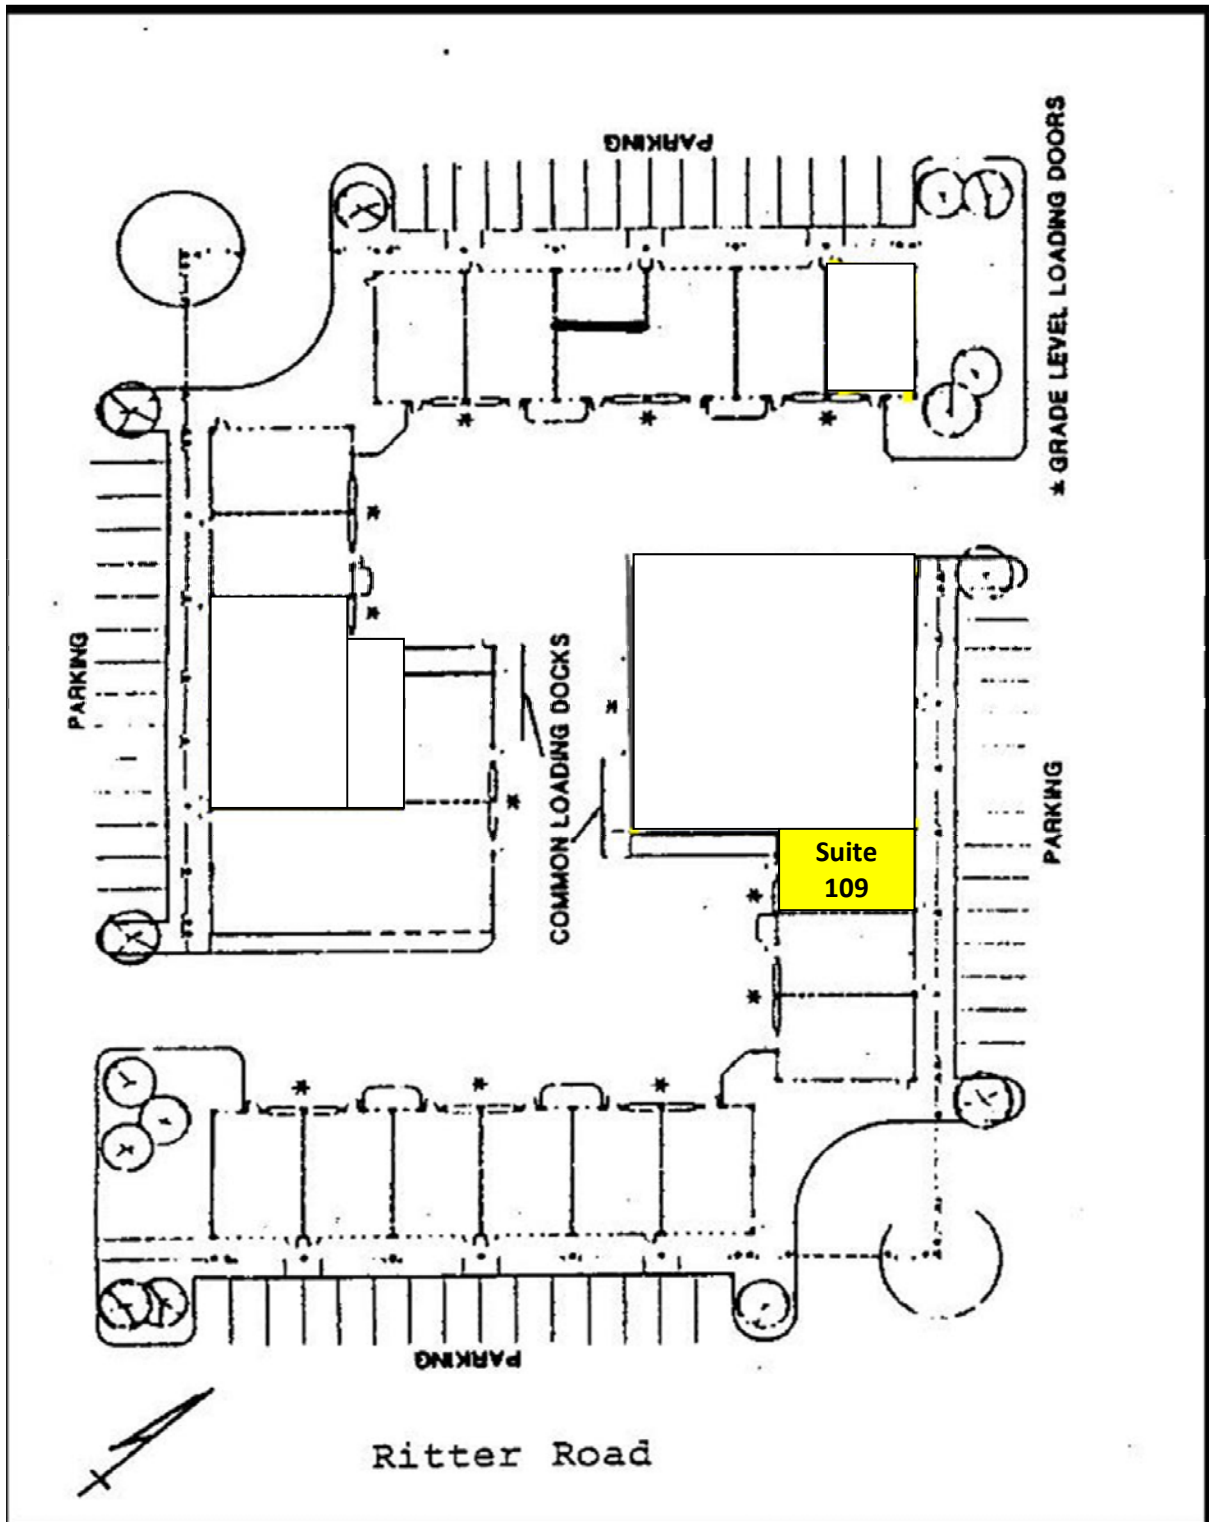 PARKING
* GRADE LEVEL LOADING DOORS
PARKING
COMMON LOADING DOCKS
PARKING
Suite
109
PARKING
Ritter Road